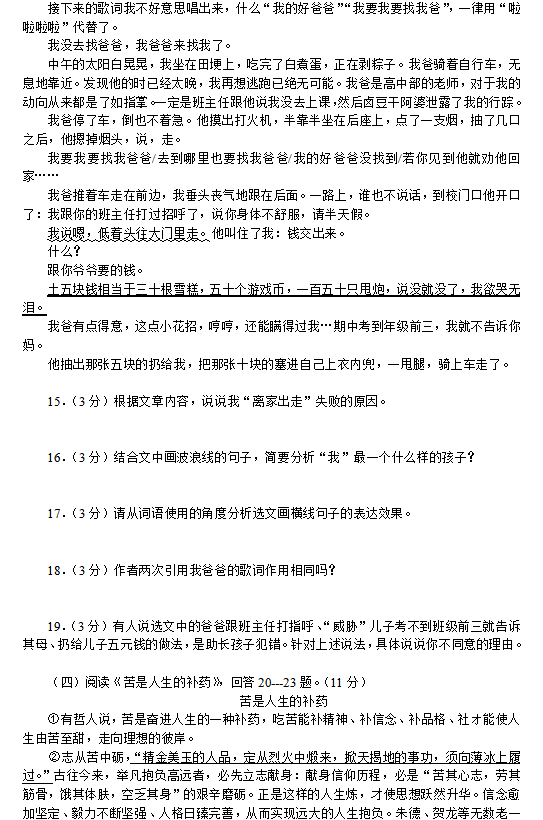 接下来的歌词我不好意思唱出来，什么“我的好爸爸”“我要我要找我爸”，一律用“啦
啦啦啦啦”代替了。
我没去找爸爸，我爸爸来找我了。
中午的太阳白晃晃，我坐在田埂上，吃完了白煮蛋，正在剥粽子。我爸骑着自行车，无
息地靠近。发现他的时已经太晚，我再想逃跑已绝无可能。我爸是高中部的老师，对于我的
动向从来都是了如指掌。一定是班主任跟他说我没去上课，然后卤豆干阿婆泄露了我的行踪。
我爸停了车，倒也不着急。他摸出打火机，半靠半坐在后座上，点了一支烟，抽了几口
之后，他摁掉烟头，说，走。
我要我要找我爸爸/去到哪里也要找我爸爸/我的好爸爸没找到/若你见到他就劝他回
家……
我爸推着车走在前边，我垂头丧气地跟在后面。一路上，谁也不说话，到校门口他开口
了：我跟你的班主任打过招呼了，说你身体不舒服，请半天假。
我说嗯，低着头往大门里走。他叫住了我：钱交出来。
什么？
跟你爷爷要的钱。
十五块钱相当于三十根雪糕，五十个游戏币，一百五十只甩炮，说没就没了，我欲哭无
泪。
我爸有点得意，这点小花招，哼哼，还能瞒得过我…期中考到年级前三，我就不告诉你
妈。
他抽出那张五块的扔给我，把那张十块的塞进自己上衣内兜，一甩腿，骑上车走了。
15.（3 分）根据文章内容，说说我“离家出走”失败的原因。
16.（3 分）结合文中画波浪线的句子，简要分析“我”最一个什么样的孩子？
17.（3 分）请从词语使用的角度分析选文画横线句子的表达效果。
18.（3 分）作者两次引用我爸爸的歌词作用相同吗？
19.（3 分）有人说选文中的爸爸跟班主任打指呼、“威胁”儿子考不到班级前三就告诉
其母、扔给儿子五元钱的做法，是助长孩子犯错。针对上述说法，具体说说你不同意的理由。
（四）阅读《苦是人生的补药》，回答 20---23 题。（11 分）
苦是人生的补药
①有哲人说，苦是奋进人生的一种补药，吃苦能补精神、补信念、补品格、社才能使人
生由苦至甜，走向理想的彼岸。
②志从苦中砺，“精金美玉的人品，定从烈火中煅来，掀天揭地的事功，须向薄冰上履
过。”古往今来，举凡抱负高远者，必先立志献身：献身信仰历程，必是“苦其心志，劳其
筋骨，饿其体肤，空乏其身”的艰辛磨砺。正是这样的人生炼，才使思想跃然升华。信念愈
加坚定、毅力不断坚强、人格日臻完善，从而实现远大的人生抱负。朱德、贺龙等无数老一